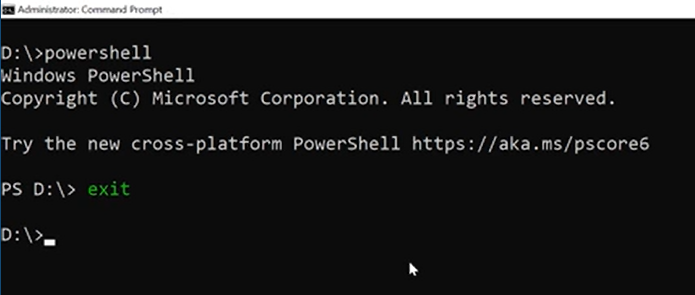 Administrator: Command Prompt
D:\>powershell
Windows PowerShell
Copyright (C) Microsoft Corporation. All rights reserved.
Try the new cross-platform PowerShell https://aka.ms/pscore6
PS D:\> exit
D:\>